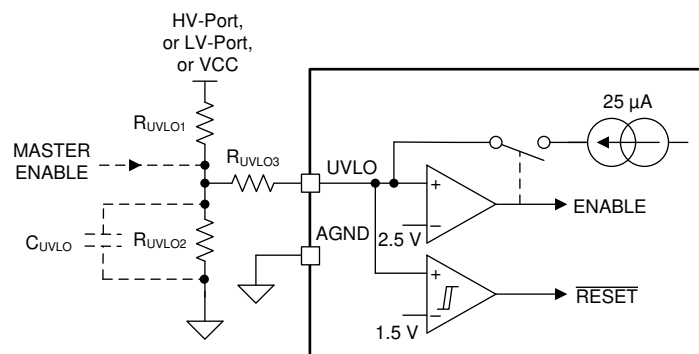 HV-Port,
or LV-Port,
or VCC
25 µA
RUVLO1
MASTER
ENABLE
RUVLO3
UVLO
+
ENABLE
−
2.5 V
AGND
CUVLO
RUVLO2
+
RESET
−
1.5 V